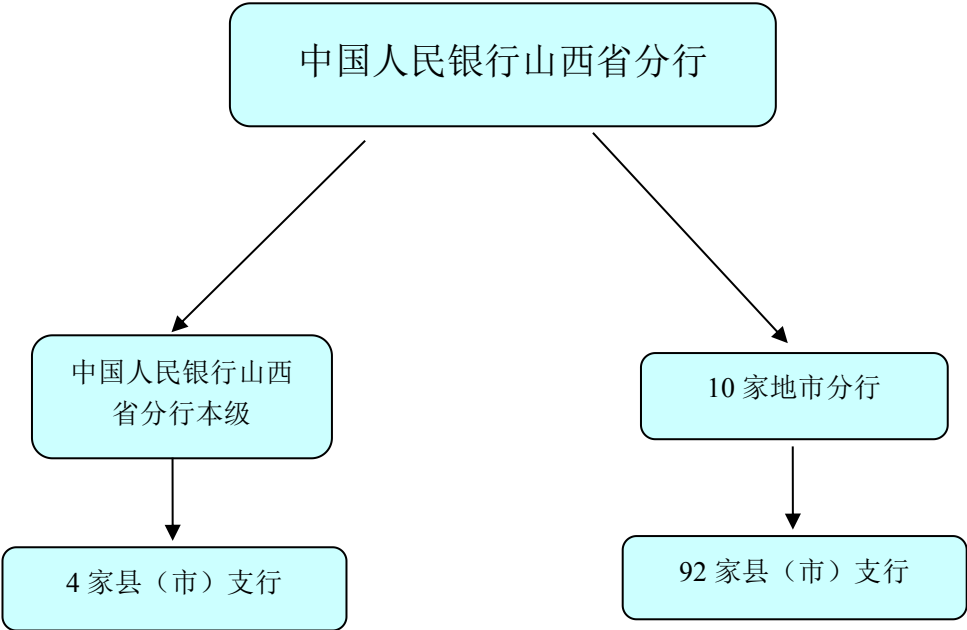 中国人民银行山西省分行
中国人民银行山西
省分行本级
10 家地市分行
4 家县（市）支行
92 家县（市）支行